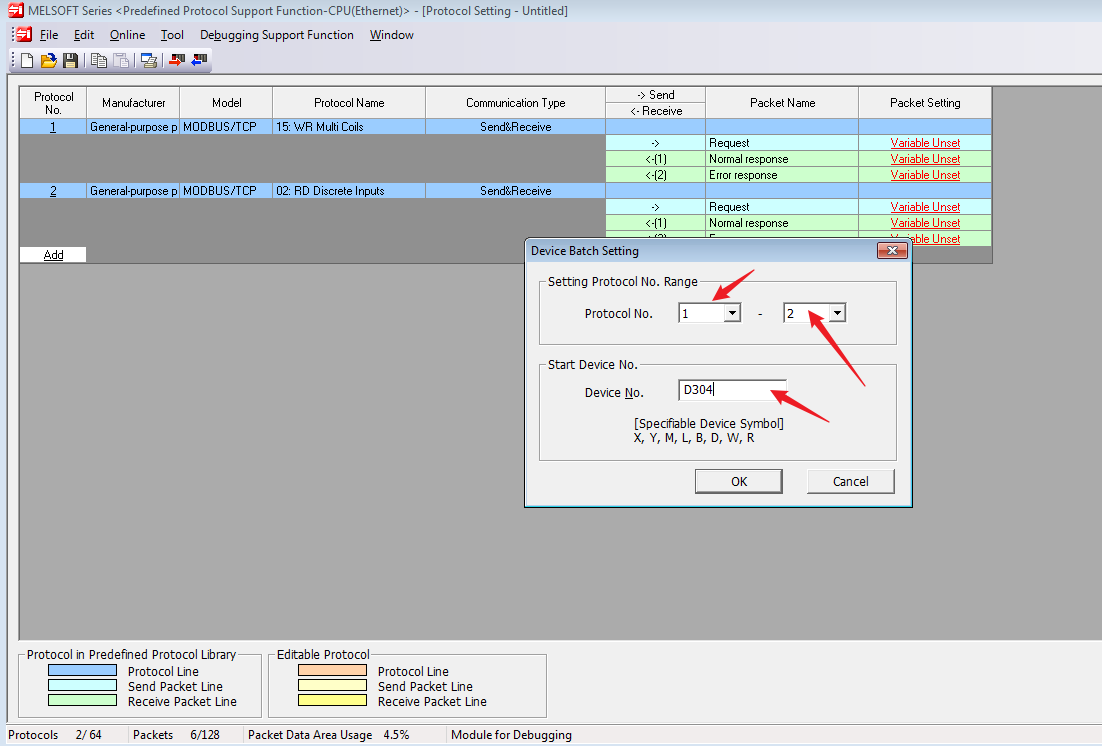 MELSOFT Series <Predefined Protocol Support Function-CPU(Ethernet)> - [Protocol Setting - Untitled]
File Edit Online Tool Debugging Support Function Window
Protocol No. Manufacturer Model Protocol Name Communication Type -> Send <- Receive Packet Name Packet Setting
1 General-purpose p MODBUS/TCP 15: WR Multi Coils Send&Receive
-> Request Variable Unset
<-(1) Normal response Variable Unset
<-(2) Error response Variable Unset
2 General-purpose p MODBUS/TCP 02: RD Discrete Inputs Send&Receive
-> Request Variable Unset
<-(1) Normal response Variable Unset
Variable Unset
Add
Device Batch Setting
Setting Protocol No. Range
Protocol No. 1 - 2
Start Device No.
Device No. D304
[Specifiable Device Symbol]
X, Y, M, L, B, D, W, R
OK Cancel
Protocol in Predefined Protocol Library
Protocol Line
Send Packet Line
Receive Packet Line
Editable Protocol
Protocol Line
Send Packet Line
Receive Packet Line
Protocols 2/ 64 Packets 6/128 Packet Data Area Usage 4.5% Module for Debugging